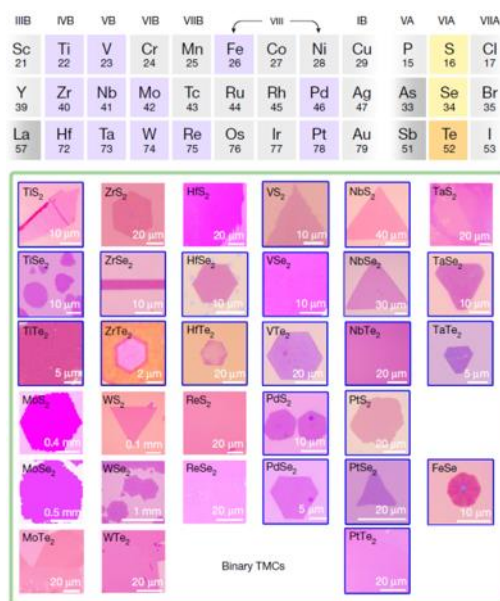 IIIB IVB VB VIB VIIB VIII IB VA VIA VIIA
Sc Ti V Cr Mn Fe Co Ni Cu P S Cl
21 22 23 24 25 26 27 28 29 15 16 17
Y Zr Nb Mo Tc Ru Rh Pd Ag As Se Br
39 40 41 42 43 44 45 46 47 33 34 35
La Hf Ta W Re Os Ir Pt Au Sb Te I
57 72 73 74 75 76 77 78 79 51 52 53
TiS₂ ZrS₂ HfS₂ VS₂ NbS₂ TaS₂
10 μm 20 μm 20 μm 10 μm 40 μm 20 μm
TiSe₂ ZrSe₂ HfSe₂ VSe₂ NbSe₂ TaSe₂
10 μm 10 μm 10 μm 10 μm 30 μm 10 μm
TiTe₂ ZrTe₂ HfTe₂ VTe₂ NbTe₂ TaTe₂
5 μm 2 μm 20 μm 20 μm 20 μm 5 μm
MoS₂ WS₂ ReS₂ PdS₂ PtS₂
0.4 mm 0.1 mm 20 μm 10 μm 20 μm
MoSe₂ WSe₂ ReSe₂ PdSe₂ PtSe₂ FeSe
0.5 mm 1 mm 20 μm 5 μm 20 μm 10 μm
MoTe₂ WTe₂ Binary TMCs PtTe₂
20 μm 20 μm 20 μm